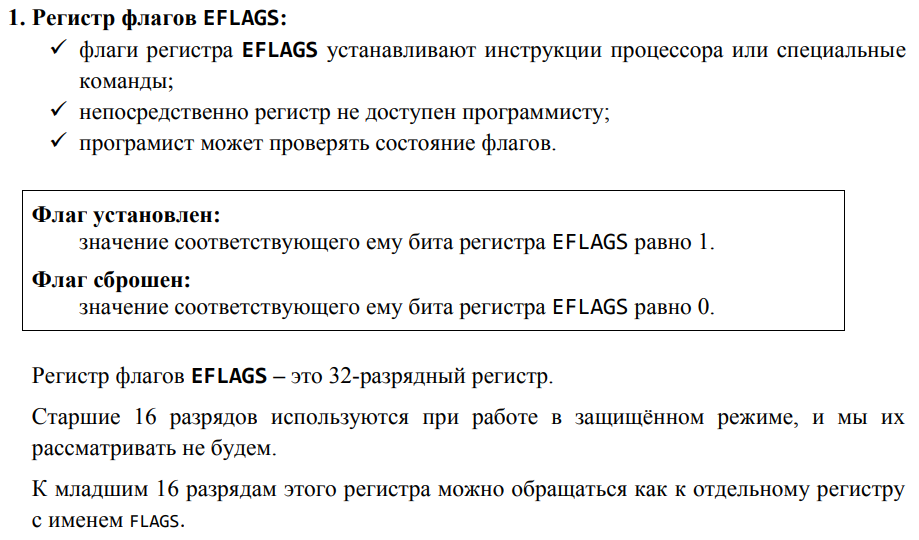 1. Регистр флагов EFLAGS:
✓ флаги регистра EFLAGS устанавливают инструкции процессора или специальные
команды;
✓ непосредственно регистр не доступен программисту;
✓ програмист может проверять состояние флагов.
Флаг установлен:
значение соответствующего ему бита регистра EFLAGS равно 1.
Флаг сброшен:
значение соответствующего ему бита регистра EFLAGS равно 0.
Регистр флагов EFLAGS – это 32-разрядный регистр.
Старшие 16 разрядов используются при работе в защищённом режиме, и мы их
рассматривать не будем.
К младшим 16 разрядам этого регистра можно обращаться как к отдельному регистру
с именем FLAGS.